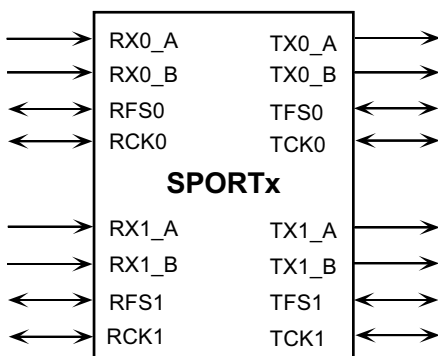 RX0_A TX0_A
RX0_B TX0_B
RFS0 TFS0
RCK0 TCK0
SPORTx
RX1_A TX1_A
RX1_B TX1_B
RFS1 TFS1
RCK1 TCK1